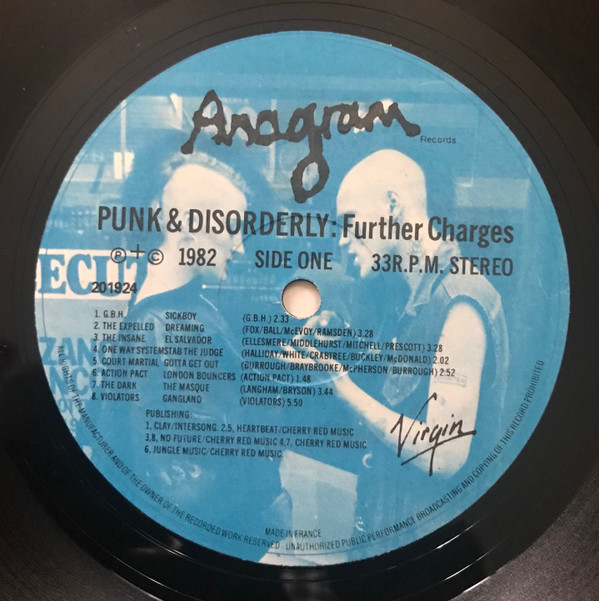 Anagram
Records
PUNK & DISORDERLY: Further Charges
℗ + © 1982 SIDE ONE 33R.P.M. STEREO
ECUT
201924
1. G.B.H. SICKBOY (G.B.H.) 2.33
2. THE EXPELLED DREAMING (FOX/BALL/McEVOY/RAMSDEN) 3.28
3. THE INSANE EL SALVADOR (ELLESMERE/MIDDLEHURST/MITCHELL/PRESCOTT) 3.28
4. ONE WAY SYSTEM STAB THE JUDGE (HALLIDAY/WHITE/CRABTREE/BUCKLEY/McDONALD) 2.02
5. COURT MARTIAL GOTTA GET OUT (BURROUGH/BRAYBROOKE/McPHERSON/BURROUGH) 2.52
6. ACTION PACT LONDON BOUNCERS (ACTION PACT) 1.48
7. THE DARK THE MASQUE (LANGHAM/BRYSON) 3.44
8. VIOLATORS GANGLAND (VIOLATORS) 5.50
PUBLISHING:
1, CLAY/INTERSONG. 2.5, HEARTBEAT/CHERRY RED MUSIC
3.8, NO FUTURE/CHERRY RED MUSIC 4.7, CHERRY RED MUSIC
6, JUNGLE MUSIC/CHERRY RED MUSIC.
Virgin
MADE IN FRANCE
ALL RIGHTS OF THE MANUFACTURER AND OF THE OWNER OF THE RECORDED WORK RESERVED - UNAUTHORIZED PUBLIC PERFORMANCE BROADCASTING AND COPYING OF THIS RECORD PROHIBITED